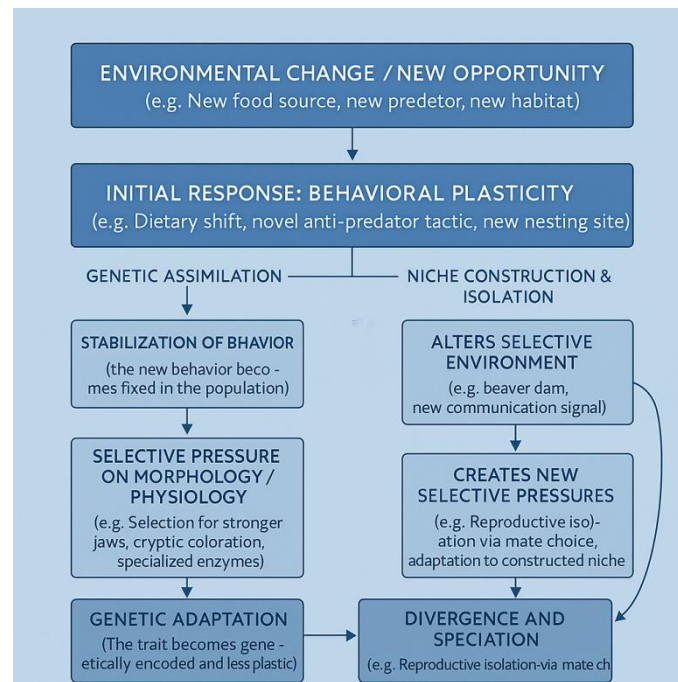 ENVIRONMENTAL CHANGE / NEW OPPORTUNITY
(e.g. New food source, new predetor, new habitat)
INITIAL RESPONSE: BEHAVIORAL PLASTICITY
(e.g. Dietary shift, novel anti-predator tactic, new nesting site)
GENETIC ASSIMILATION
STABILIZATION OF BHAVIOR
(the new behavior beco -
mes fixed in the population)
SELECTIVE PRESSURE
ON MORPHOLOGY /
PHYSIOLOGY
(e.g. Selection for stronger
jaws, cryptic coloration,
specialized enzymes)
GENETIC ADAPTATION
(The trait becomes gene -
etically encoded and less plastic)
NICHE CONSTRUCTION &
ISOLATION
ALTERS SELECTIVE
ENVIRONMENT
(e.g. beaver dam,
new communication signal)
CREATES NEW
SELECTIVE PRESSURES
(e.g. Reproductive iso)-
ation via mate choice,
adaptation to constructed niche
DIVERGENCE AND
SPECIATION
(e.g. Reproductive isolation-via mate ch